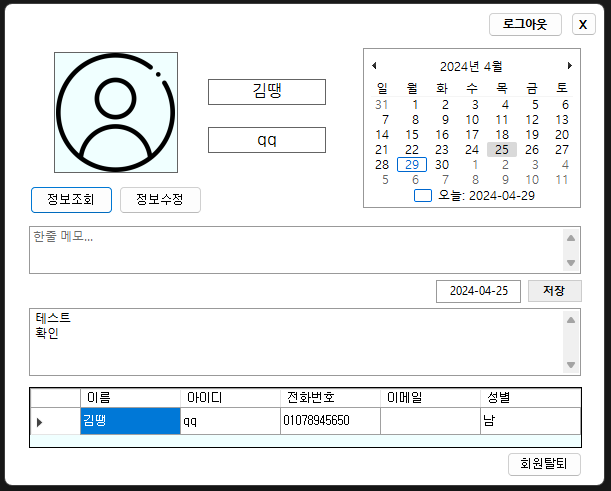 로그아웃 X
김땡
qq
2024년 4월
일 월 화 수 목 금 토
31 1 2 3 4 5 6
7 8 9 10 11 12 13
14 15 16 17 18 19 20
21 22 23 24 25 26 27
28 29 30 1 2 3 4
5 6 7 8 9 10 11
오늘: 2024-04-29
정보조회 정보수정
한줄 메모...
2024-04-25 저장
테스트
확인
이름 아이디 전화번호 이메일 성별
김땡 qq 01078945650 남
회원탈퇴